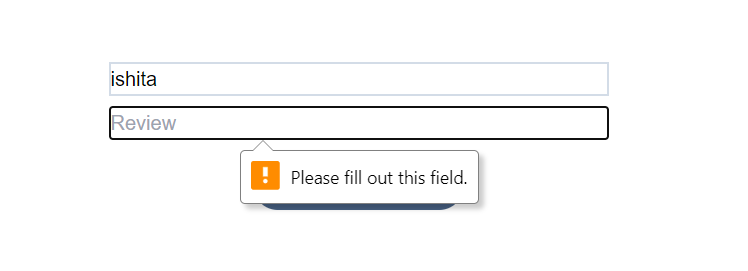 ishita
Review
Please fill out this field.